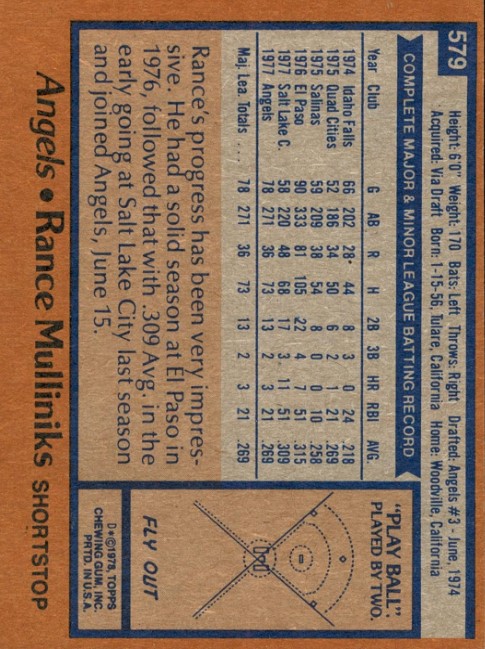 579
Height: 6'0" Weight: 170 Bats: Left Throws: Right Drafted: Angels #3 - June, 1974
Acquired: Via Draft Born: 1-15-56, Tulare, California Home: Woodville, California
COMPLETE MAJOR & MINOR LEAGUE BATTING RECORD
Year Club G AB R H 2B 3B HR RBI AVG.
1974 Idaho Falls 66 202 28* 44 8 3 0 24 .218
1975 Quad Cities 52 186 34 50 6 2 1 21 .269
1975 Salinas 59 209 38 54 8 0 0 10 .258
1976 El Paso 90 333 81 105 22 4 7 51 .315
1977 Salt Lake C. 58 220 48 68 17 3 11 51 .309
1977 Angels 78 271 36 73 13 2 3 21 .269
Maj. Lea. Totals . . . 78 271 36 73 13 2 3 21 .269
Rance's progress has been very impres-
sive. He had a solid season at El Paso in
1976, followed that with .309 Avg. in the
early going at Salt Lake City last season
and joined Angels, June 15.
"PLAY BALL".
PLAYED BY TWO.
FLY OUT
D*©1978, TOPPS
CHEWING GUM, INC.
PRTD. IN U.S.A.
Angels • Rance Mulliniks SHORTSTOP